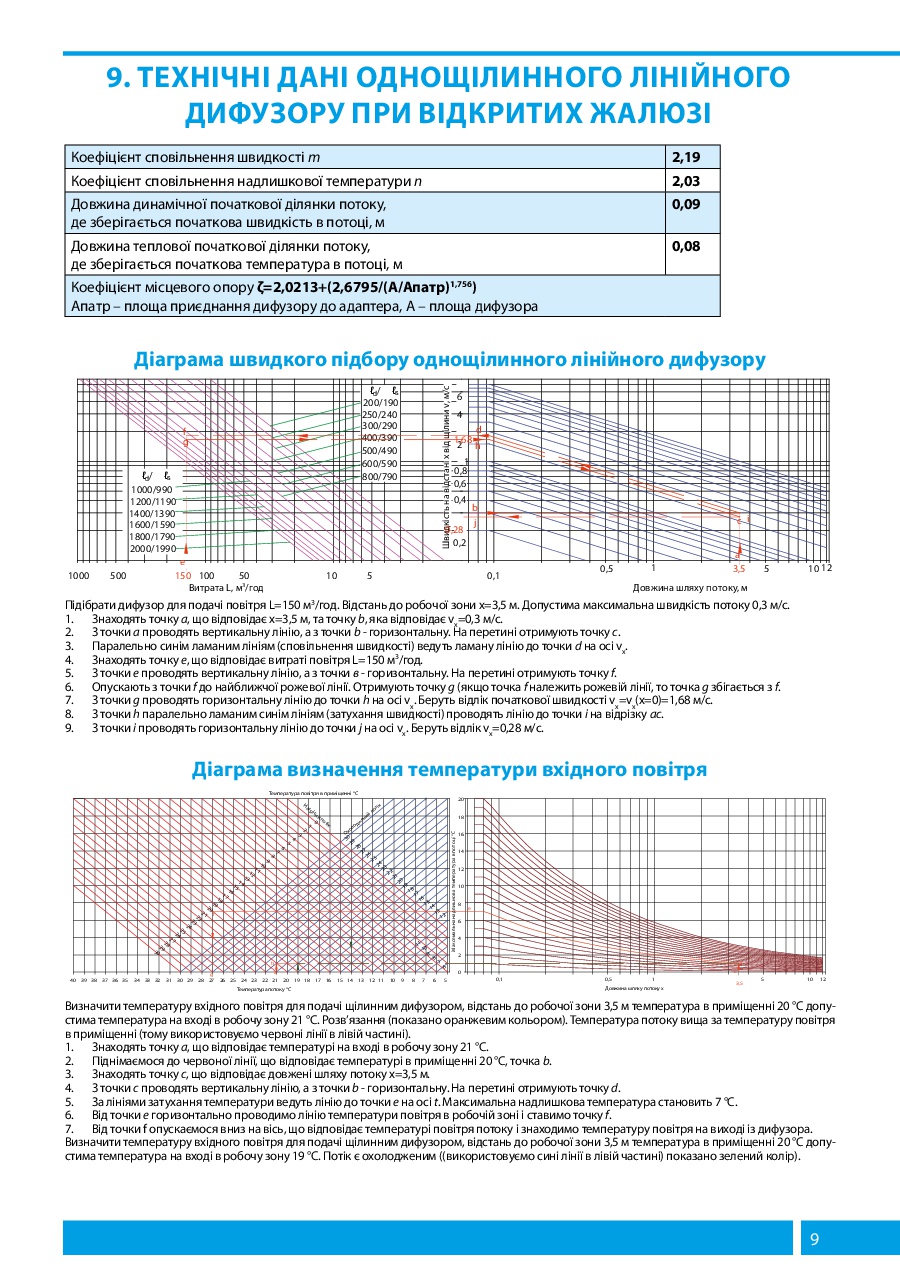 9. ТЕХНІЧНІ ДАНІ ОДНОЩІЛИННОГО ЛІНІЙНОГО
ДИФУЗОРУ ПРИ ВІДКРИТИХ ЖАЛЮЗІ
Коефіцієнт сповільнення швидкості m 2,19
Коефіцієнт сповільнення надлишкової температури n 2,03
Довжина динамічної початкової ділянки потоку, 0,09
де зберігається початкова швидкість в потоці, м
Довжина теплової початкової ділянки потоку, 0,08
де зберігається початкова температура в потоці, м
Коефіцієнт місцевого опору ζ=2,0213+(2,6795/(А/Апатр)1,756)
Апатр – площа приєднання дифузору до адаптера, А – площа дифузора
Діаграма швидкого підбору однощілинного лінійного дифузору
ℓд/ ℓs
200/190
250/240
300/290
400/390
500/490
600/590
800/790
ℓд/ ℓs
1000/990
1200/1190
1400/1390
1600/1590
1800/1790
2000/1990
f
g
e
1000 500 150 100 50 10 5
Витрата L, м³/год
Швидкість на відстані x від щілини v, м/с
6
4
2
1
0,8
0,6
0,4
0,2
d
h
b
j
0,1 0,5 1 3,5 5 10 12
Довжина шляху потоку, м
Підібрати дифузор для подачі повітря L=150 м³/год. Відстань до робочої зони x=3,5 м. Допустима максимальна швидкість потоку 0,3 м/с.
1. Знаходять точку a, що відповідає x=3,5 м, та точку b, яка відповідає vx=0,3 м/с.
2. З точки a проводять вертикальну лінію, а з точки b - горизонтальну. На перетині отримують точку c.
3. Паралельно синім ламаним лініям (сповільнення швидкості) ведуть ламану лінію до точки d на осі vx.
4. Знаходять точку e, що відповідає витраті повітря L=150 м³/год.
5. З точки e проводять вертикальну лінію, а з точки в - горизонтальну. На перетині отримують точку f.
6. Опускають з точки f до найближчої рожевої лінії. Отримують точку g (якщо точка f належить рожевій лінії, то точка g збігається з f.
7. З точки g проводять горизонтальну лінію до точки h на осі vx. Беруть відлік початкової швидкості vx=vx(x=0)=1,68 м/с.
8. З точки h паралельно ламаним синім лініям (затухання швидкості) проводять лінію до точки i на відрізку ac.
9. З точки i проводять горизонтальну лінію до точки j на осі vx. Беруть відлік vx=0,28 м/с.
Діаграма визначення температури вхідного повітря
Температура повітря в приміщенні °С
40 39 38 37 36 35 34 33 32 31 30 29 28 27 26 25 24 23 22 21 20 19 18 17 16 15 14 13 12 11 10 9 8 7 6 5
Температура потоку °С
20
18
16
14
12
10
8
6
4
2
0
0,1 0,5 1 3,5 5 10 12
Довжина шляху потоку x
Визначити температуру вхідного повітря для подачі щілинним дифузором, відстань до робочої зони 3,5 м температура в приміщенні 20 °С допу-
стима температура на вході в робочу зону 21 °С. Розв’язання (показано оранжевим кольором). Температура потоку вища за температуру повітря
в приміщенні (тому використовуємо червоні лінії в лівій частині).
1. Знаходять точку a, що відповідає температурі на вході в робочу зону 21 °С.
2. Піднімаємося до червоної лінії, що відповідає температурі в приміщенні 20 °С, точка b.
3. Знаходять точку c, що відповідає довжені шляху потоку x=3,5 м.
4. З точки c проводять вертикальну лінію, а з точки b - горизонтальну. На перетині отримують точку d.
5. За лініями затухання температури ведуть лінію до точки e на осі t. Максимальна надлишкова температура становить 7 °С.
6. Від точки e горизонтально проводимо лінію температури повітря в робочій зоні і ставимо точку f.
7. Від точки f опускаємося вниз на вісь, що відповідає температурі повітря потоку і знаходимо температуру повітря на виході із дифузора.
Визначити температуру вхідного повітря для подачі щілинним дифузором, відстань до робочої зони 3,5 м температура в приміщенні 20 °С допу-
стима температура на вході в робочу зону 19 °С. Потік є охолодженим ((використовуємо сині лінії в лівій частині) показано зелений колір).
9